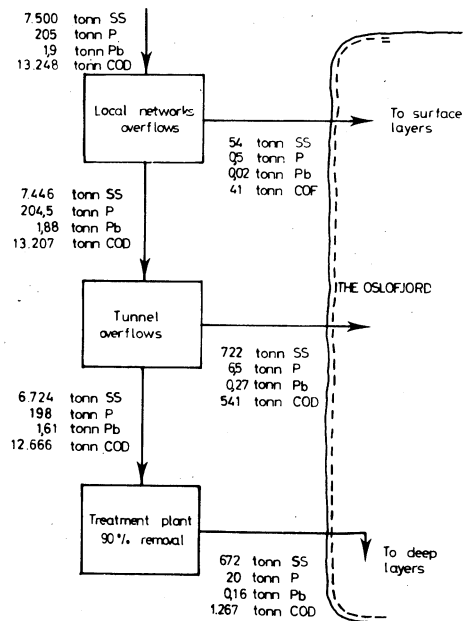 7.500 tonn SS
205 tonn P
1,9 tonn Pb
13.248 tonn COD
Local networks
overflows
To surface
layers
54 tonn SS
0,5 tonn P
0,02 tonn Pb
41 tonn COF
7.446 tonn SS
204,5 tonn P
1,88 tonn Pb
13.207 tonn COD
THE OSLOFJORD
Tunnel
overflows
722 tonn SS
6,5 tonn P
0,27 tonn Pb
541 tonn COD
6.724 tonn SS
198 tonn P
1,61 tonn Pb
12.666 tonn COD
Treatment plant
90% removal
To deep
layers
672 tonn SS
20 tonn P
0,16 tonn Pb
1.267 tonn COD